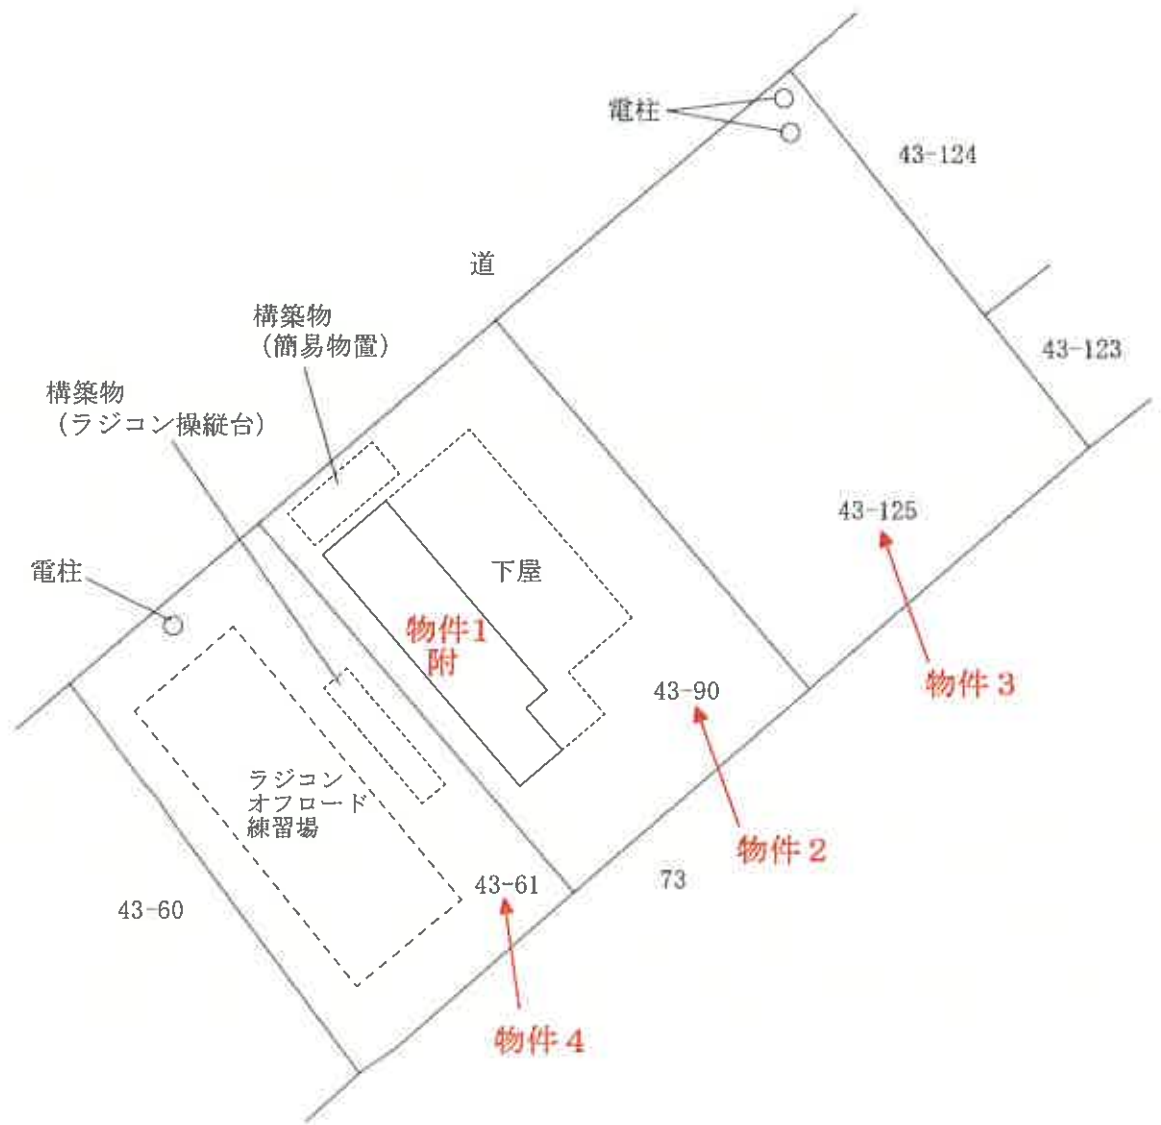 電柱
43-124
道
構築物
（簡易物置）
43-123
構築物
（ラジコン操縦台）
43-125
電柱
下屋
物件1
附
43-90
物件3
ラジコン
オフロード
練習場
物件2
73
43-61
43-60
物件4